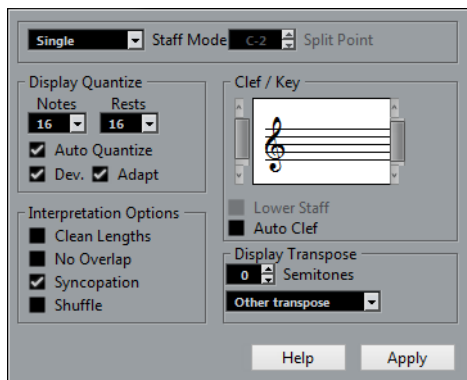 Single Staff Mode C-2 Split Point
Display Quantize
Notes Rests
16 16
Auto Quantize
Dev. Adapt
Interpretation Options
Clean Lengths
No Overlap
Syncopation
Shuffle
Clef / Key
Lower Staff
Auto Clef
Display Transpose
0 Semitones
Other transpose
Help Apply